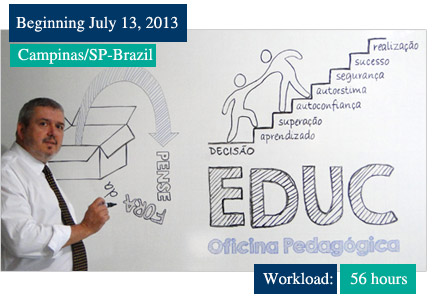 Beginning July 13, 2013
Campinas/SP-Brazil
PENSE
FORA
da
realização
sucesso
segurança
autoestima
autoconfiança
superação
aprendizado
DECISÃO
EDUC
Oficina Pedagógica
Workload: 56 hours